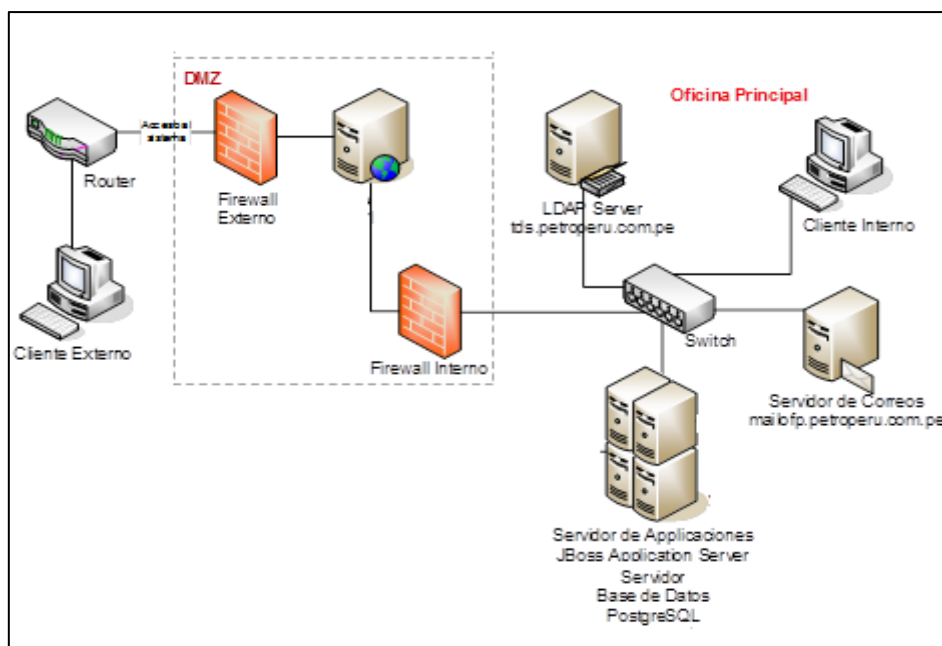 DMZ
Oficina Principal
Router
Firewall
Externo
LDAP Server
tds.petroperu.com.pe
Cliente Interno
Cliente Externo
Firewall Interno
Switch
Servidor de Correos
mailofp.petroperu.com.pe
Servidor de Applicaciones
JBoss Application Server
Servidor
Base de Datos
PostgreSQL